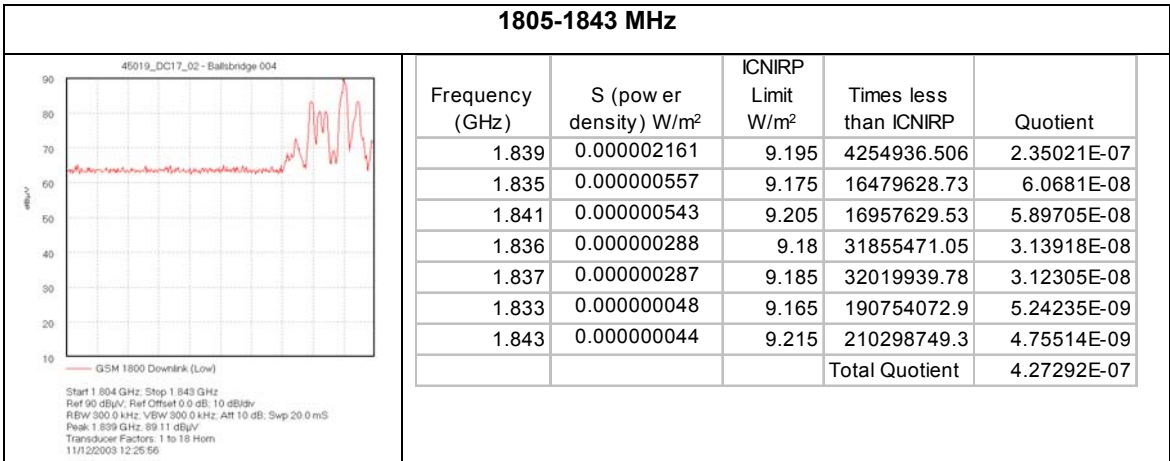 1805-1843 MHz
45019_DC17_02 - Ballsbridge 004
90
80
70
60
50
40
30
20
10
dBµV
GSM 1800 Downlink (Low)
Start 1.804 GHz; Stop 1.843 GHz
Ref 90 dBµV; Ref Offset 0.0 dB; 10 dB/div
RBW 300.0 kHz; VBW 300.0 kHz; Att 10 dB; Swp 20.0 mS
Peak 1.839 GHz, 89.11 dBµV
Transducer Factors: 1 to 18 Horn
11/12/2003 12:25:56
Frequency (GHz) S (pow er density) W/m² ICNIRP Limit W/m² Times less than ICNIRP Quotient
1.839 0.000002161 9.195 4254936.506 2.35021E-07
1.835 0.000000557 9.175 16479628.73 6.0681E-08
1.841 0.000000543 9.205 16957629.53 5.89705E-08
1.836 0.000000288 9.18 31855471.05 3.13918E-08
1.837 0.000000287 9.185 32019939.78 3.12305E-08
1.833 0.000000048 9.165 190754072.9 5.24235E-09
1.843 0.000000044 9.215 210298749.3 4.75514E-09
Total Quotient 4.27292E-07